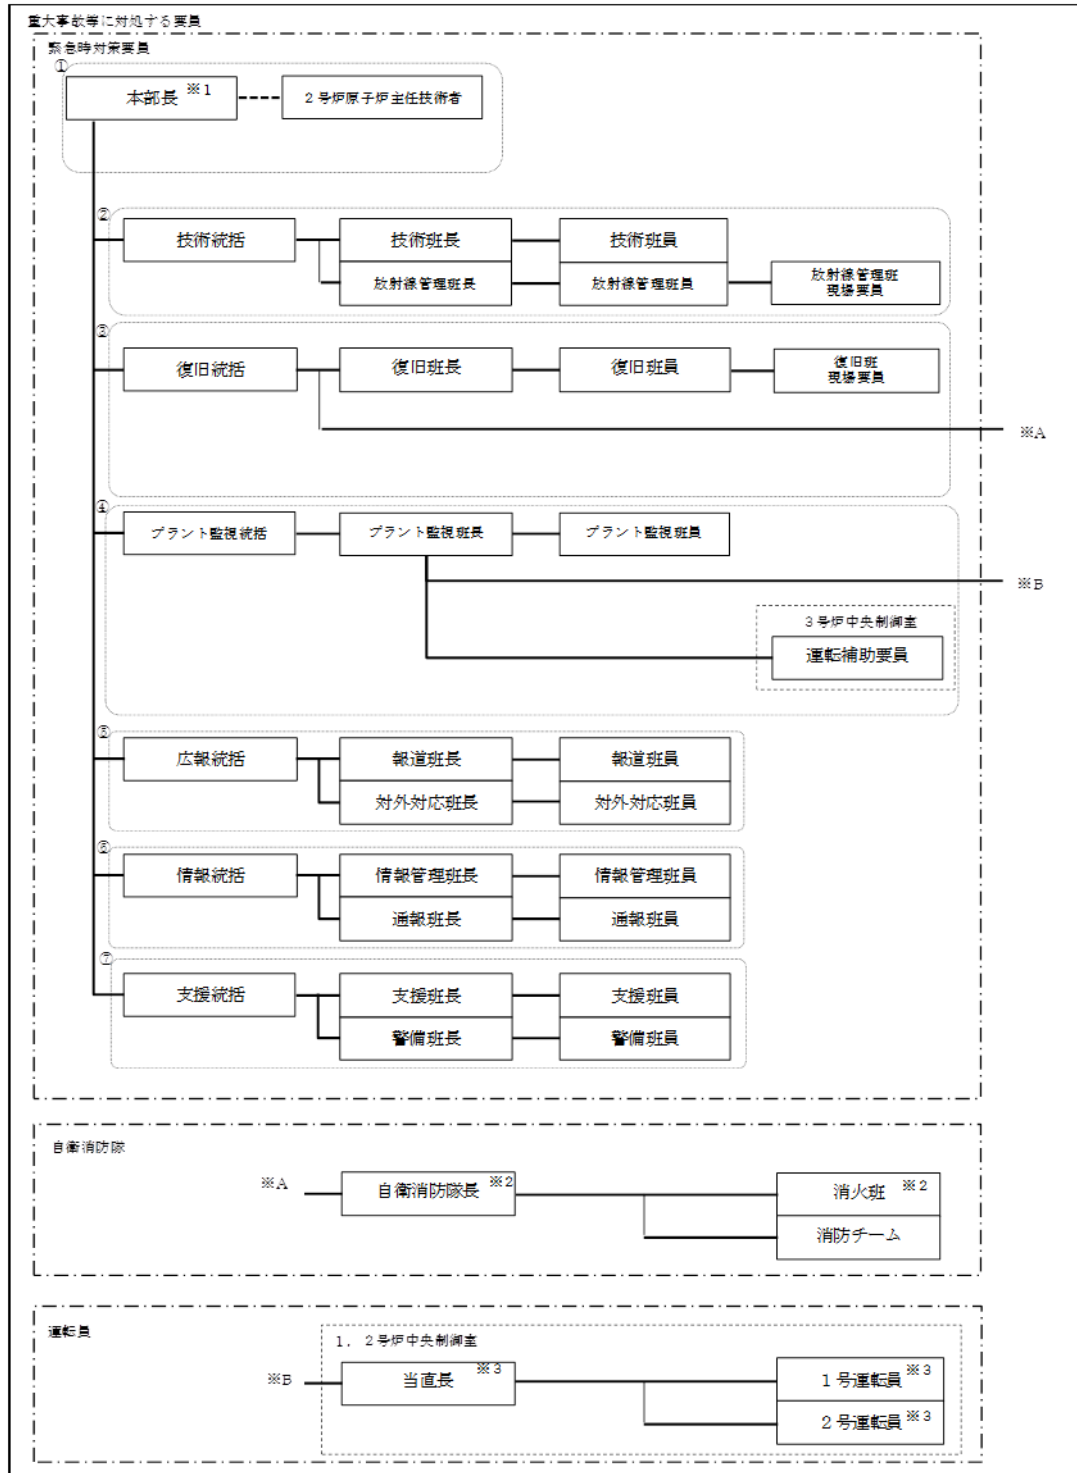 重大事故等に対処する要員
緊急時対策要員
①
本部長 ※1
2号炉原子炉主任技術者
②
技術統括
技術班長
技術班員
放射線管理班長
放射線管理班員
放射線管理班
現場要員
③
復旧統括
復旧班長
復旧班員
復旧班
現場要員
※A
④
プラント監視統括
プラント監視班長
プラント監視班員
※B
3号炉中央制御室
運転補助要員
⑤
広報統括
報道班長
報道班員
対外対応班長
対外対応班員
⑥
情報統括
情報管理班長
情報管理班員
通報班長
通報班員
⑦
支援統括
支援班長
支援班員
警備班長
警備班員
自衛消防隊
※A
自衛消防隊長 ※2
消火班 ※2
消防チーム
運転員
1．2号炉中央制御室
※B
当直長 ※3
1号運転員 ※3
2号運転員 ※3